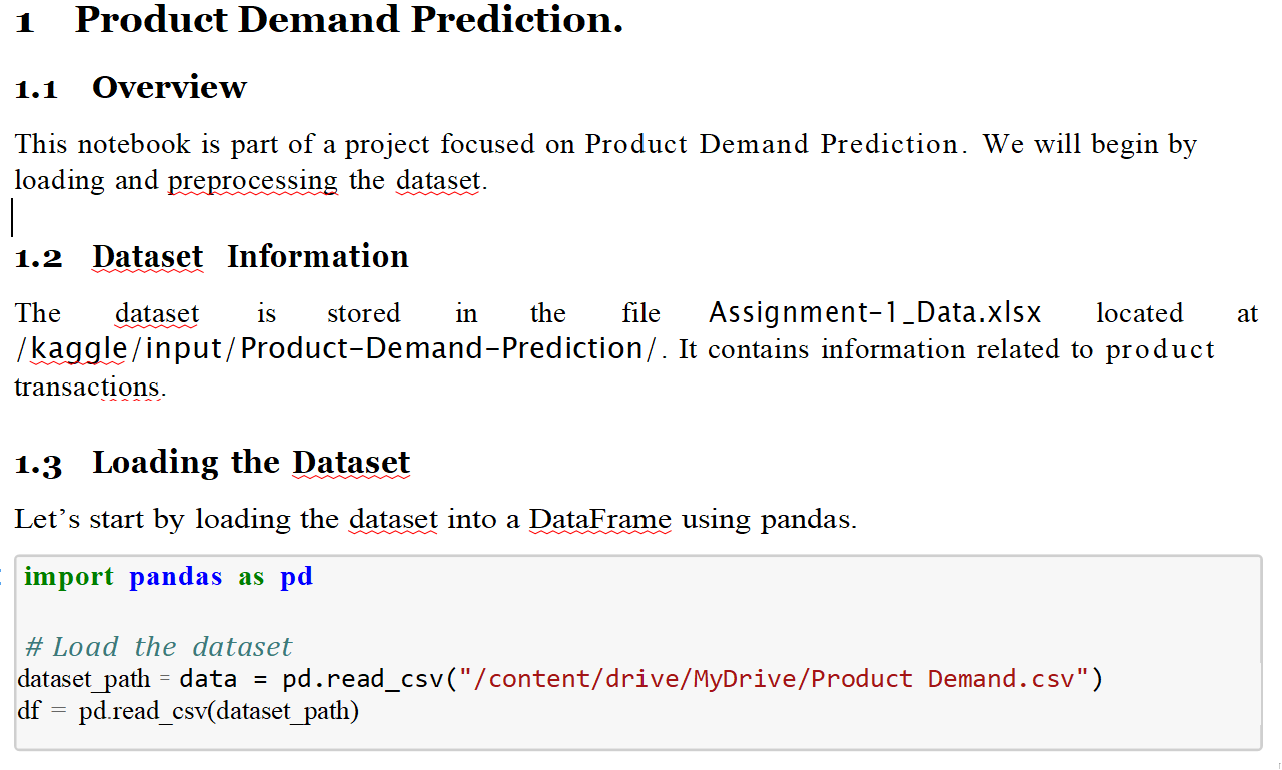 1 Product Demand Prediction.
1.1 Overview
This notebook is part of a project focused on Product Demand Prediction. We will begin by
loading and preprocessing the dataset.
1.2 Dataset Information
The dataset is stored in the file Assignment-1_Data.xlsx located at
/kaggle/input/Product-Demand-Prediction/. It contains information related to product
transactions.
1.3 Loading the Dataset
Let’s start by loading the dataset into a DataFrame using pandas.
import pandas as pd
# Load the dataset
dataset_path = data = pd.read_csv("/content/drive/MyDrive/Product Demand.csv")
df = pd.read_csv(dataset_path)